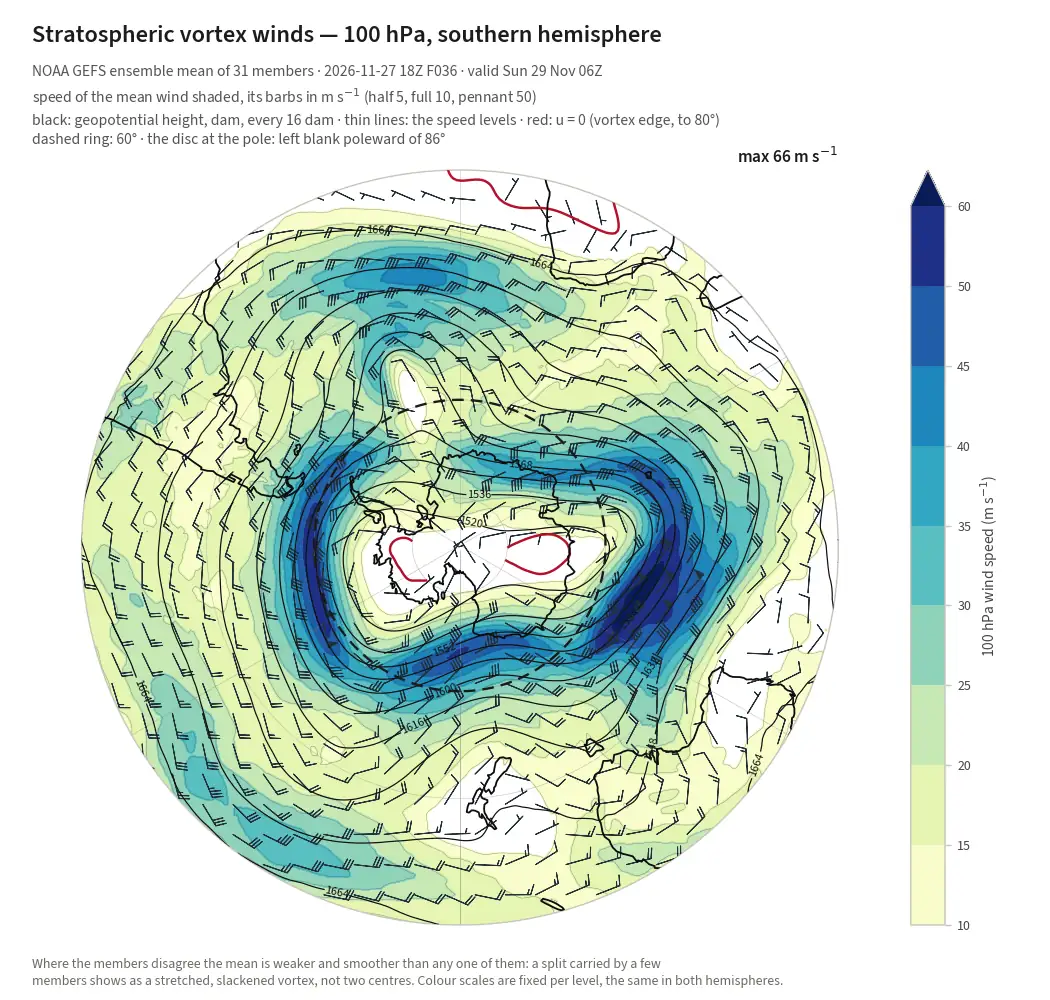 Stratospheric vortex winds — 100 hPa, southern hemisphere
NOAA GEFS ensemble mean of 31 members · 2026-11-27 18Z F036 · valid Sun 29 Nov 06Z
speed of the mean wind shaded, its barbs in m s⁻¹ (half 5, full 10, pennant 50)
black: geopotential height, dam, every 16 dam · thin lines: the speed levels · red: u = 0 (vortex edge, to 80°)
dashed ring: 60° · the disc at the pole: left blank poleward of 86°
max 66 m s⁻¹
1664
1664
1568
1536
1520
1552
1600
1616
1664
1664
1664
60
50
45
40
35
30
25
20
15
10
100 hPa wind speed (m s⁻¹)
Where the members disagree the mean is weaker and smoother than any one of them: a split carried by a few
members shows as a stretched, slackened vortex, not two centres. Colour scales are fixed per level, the same in both hemispheres.